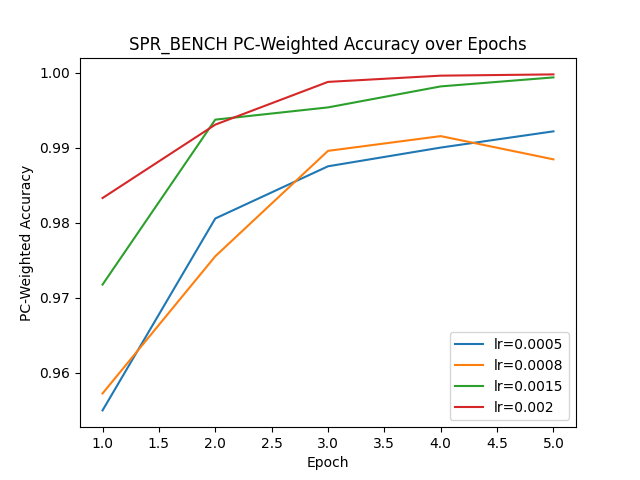 SPR_BENCH PC-Weighted Accuracy over Epochs
PC-Weighted Accuracy
1.00
0.99
0.98
0.97
0.96
1.0 1.5 2.0 2.5 3.0 3.5 4.0 4.5 5.0
Epoch
lr=0.0005
lr=0.0008
lr=0.0015
lr=0.002